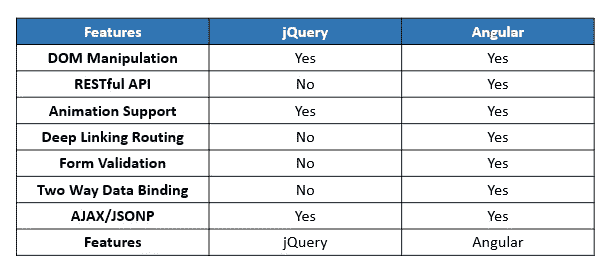 Features jQuery Angular
DOM Manipulation Yes Yes
RESTful API No Yes
Animation Support Yes Yes
Deep Linking Routing No Yes
Form Validation No Yes
Two Way Data Binding No Yes
AJAX/JSONP Yes Yes
Features jQuery Angular